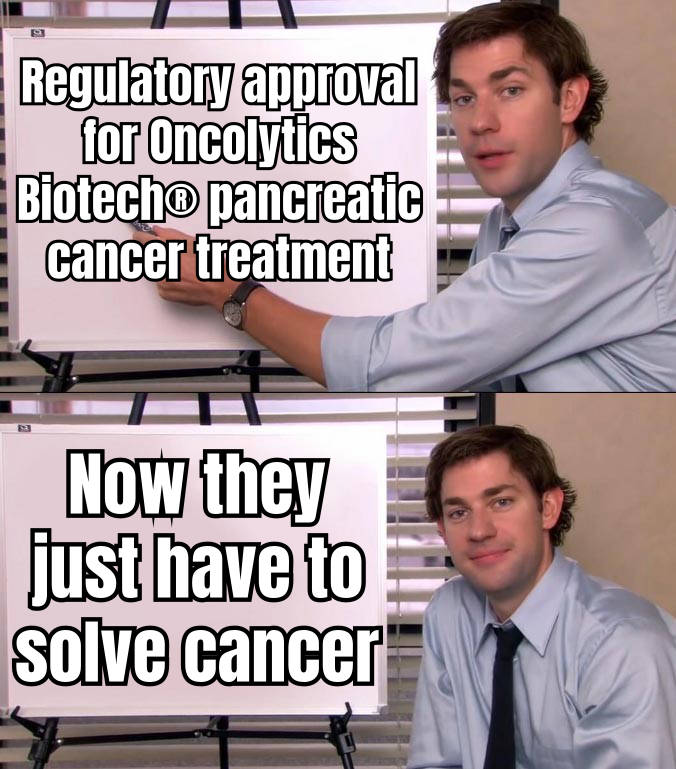 Regulatory approval
for Oncolytics
Biotech® pancreatic
cancer treatment
Now they
just have to
solve cancer